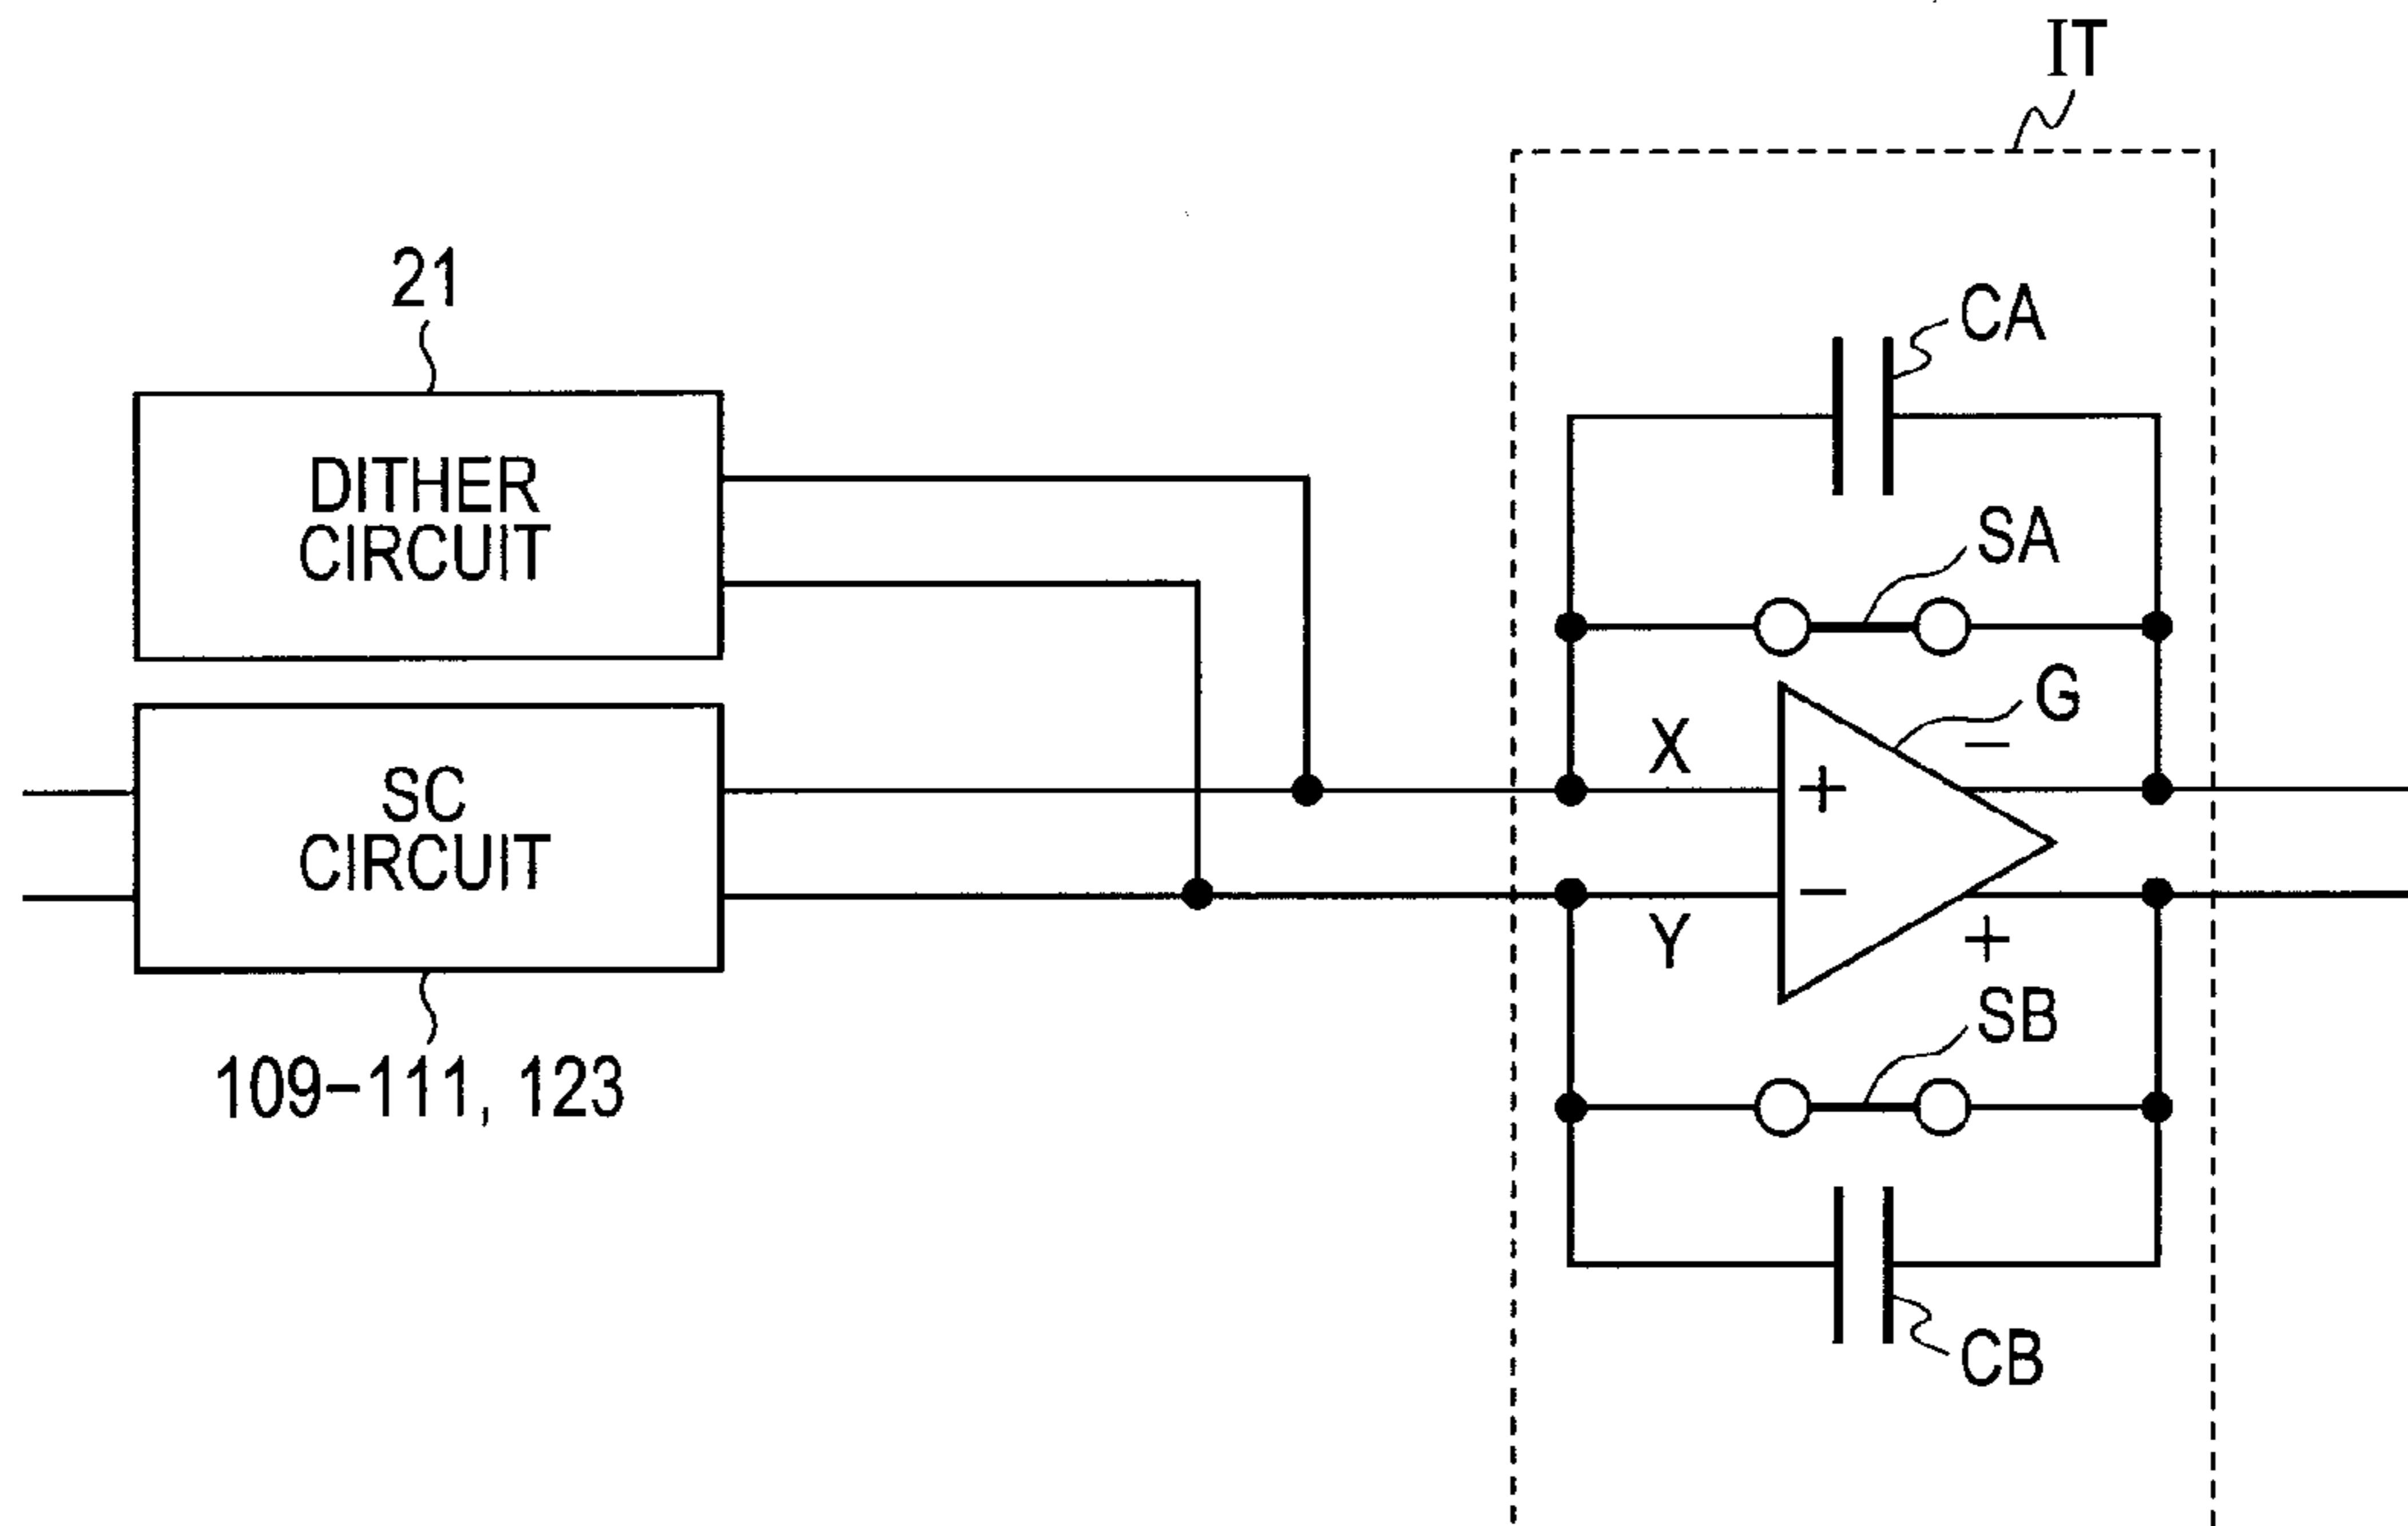 IT
21
CA
DITHER
CIRCUIT
SA
G
−
X
+
SC
CIRCUIT
−
Y
+
SB
109−111, 123
CB